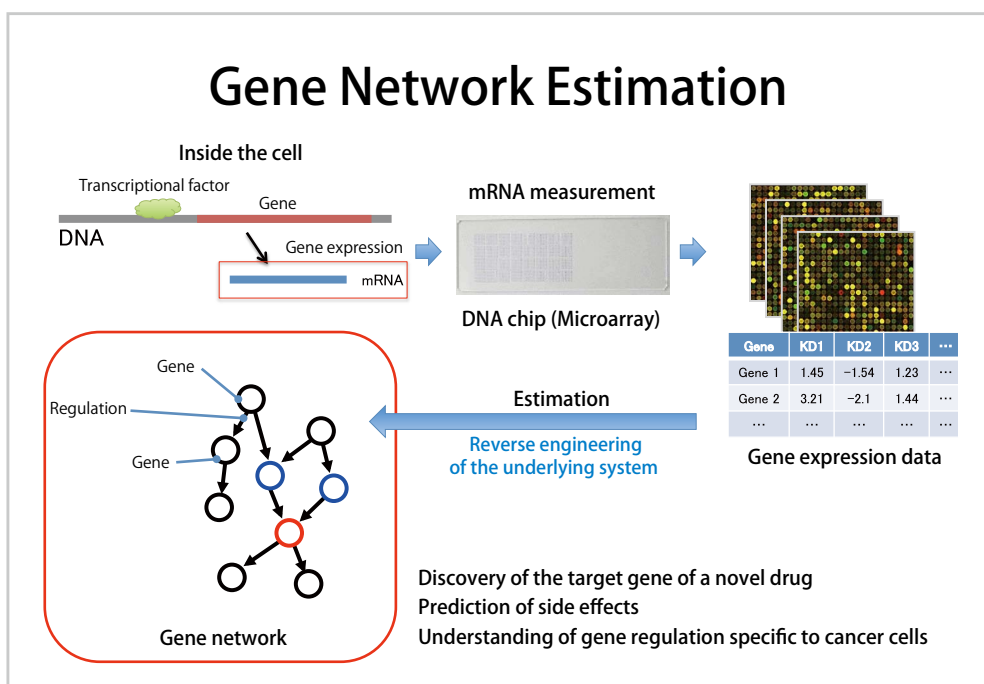 Gene Network Estimation
Inside the cell
Transcriptional factor
Gene
DNA
Gene expression
mRNA
mRNA measurement
DNA chip (Microarray)
Gene KD1 KD2 KD3 ···
Gene 1 1.45 −1.54 1.23 ···
Gene 2 3.21 −2.1 1.44 ···
··· ··· ··· ··· ···
Gene expression data
Estimation
Reverse engineering
of the underlying system
Gene
Regulation
Gene
Gene network
Discovery of the target gene of a novel drug
Prediction of side effects
Understanding of gene regulation specific to cancer cells